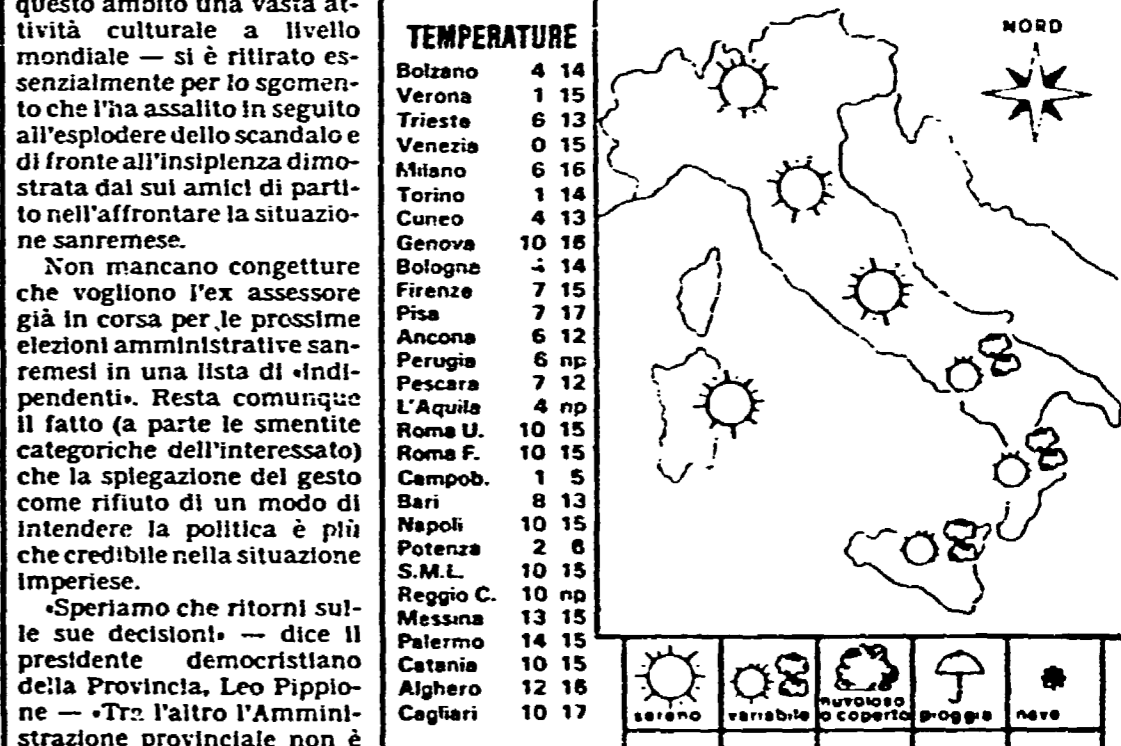 questo ambito una vasta at-
tività culturale a livello
mondiale — si è ritirato es-
senzialmente per lo sgomen-
to che l'ha assalito in seguito
all'esplodere dello scandalo e
di fronte all'insipienza dimo-
strata dai sui amici di parti-
to nell'affrontare la situazio-
ne sanremese.
Non mancano congetture
che vogliono l'ex assessore
già in corsa per le prossime
elezioni amministrative san-
remesi in una lista di «indi-
pendenti». Resta comunque
il fatto (a parte le smentite
categoriche dell'interessato)
che la spiegazione del gesto
come rifiuto di un modo di
intendere la politica è più
che credibile nella situazione
imperiese.
«Speriamo che ritorni sul-
le sue decisioni» — dice il
presidente democristiano
della Provincia, Leo Pippio-
ne — «Tra l'altro l'Ammini-
strazione provinciale non è
TEMPERATURE
Bolzano 4 14
Verona 1 15
Trieste 6 13
Venezia 0 15
Milano 6 16
Torino 1 14
Cuneo 4 13
Genova 10 16
Bologna 14
Firenze 7 15
Pisa 7 17
Ancona 6 12
Perugia 6 np
Pescara 7 12
L'Aquila 4 np
Roma U. 10 15
Roma F. 10 15
Campob. 1 5
Bari 8 13
Napoli 10 15
Potenza 2 6
S.M.L. 10 15
Reggio C. 10 np
Messina 13 15
Palermo 14 15
Catania 10 15
Alghero 12 16
Cagliari 10 17
NORD
sereno
variabile
nuvoloso
o coperto
pioggia
neve